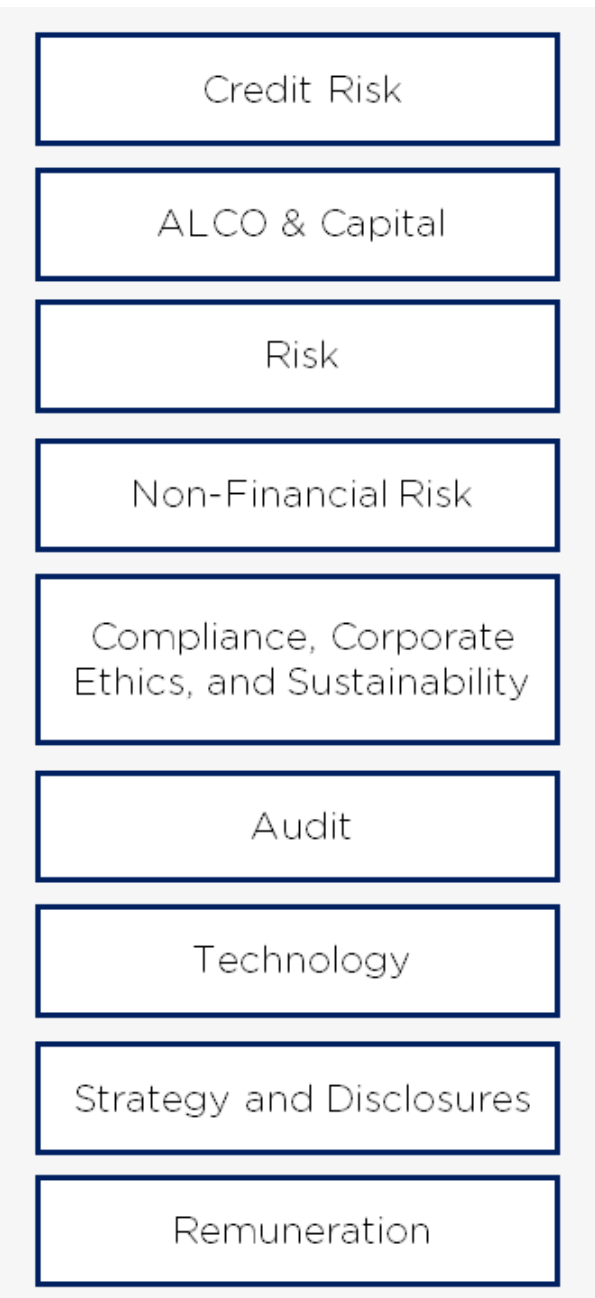 Credit Risk
ALCO & Capital
Risk
Non-Financial Risk
Compliance, Corporate
Ethics, and Sustainability
Audit
Technology
Strategy and Disclosures
Remuneration